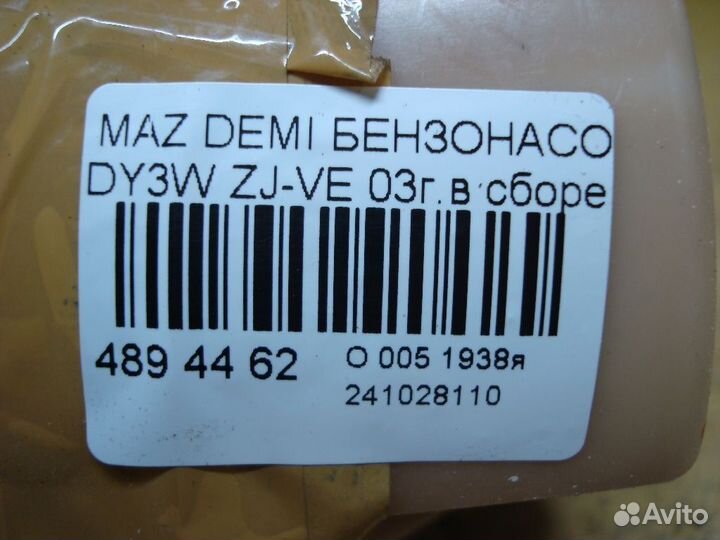 MAZ DEMI БЕНЗОНАСО
DY3W ZJ-VE 03г. в сборе
489 44 62
О 005 1938я
241028110
Avito